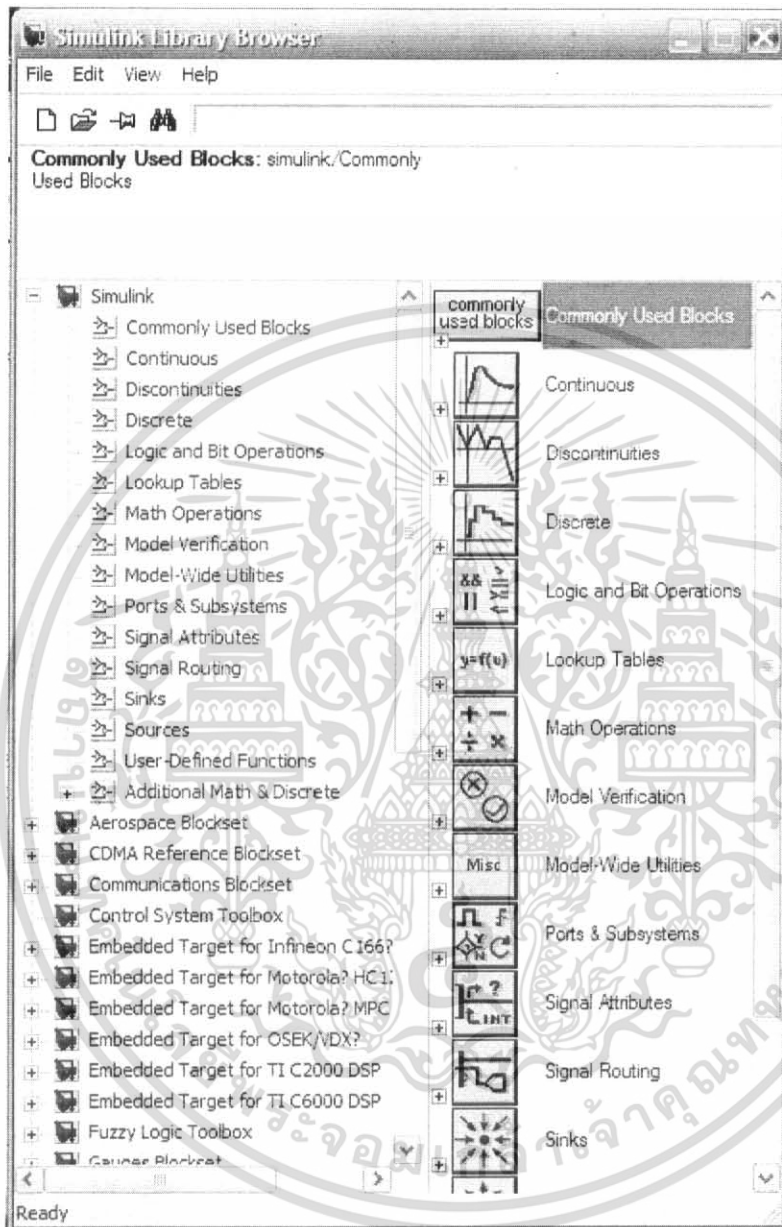 Simulink Library Browser
File Edit View Help
Commonly Used Blocks: simulink/Commonly
Used Blocks
Simulink
Commonly Used Blocks
Continuous
Discontinuities
Discrete
Logic and Bit Operations
Lookup Tables
Math Operations
Model Verification
Model-Wide Utilities
Ports & Subsystems
Signal Attributes
Signal Routing
Sinks
Sources
User-Defined Functions
Additional Math & Discrete
Aerospace Blockset
CDMA Reference Blockset
Communications Blockset
Control System Toolbox
Embedded Target for Infineon C166?
Embedded Target for Motorola? HC1
Embedded Target for Motorola? MPC
Embedded Target for OSEK/VDX?
Embedded Target for TI C2000 DSP
Embedded Target for TI C6000 DSP
Fuzzy Logic Toolbox
Gauges Blockset
commonly
used blocks
Commonly Used Blocks
Continuous
Discontinuities
Discrete
Logic and Bit Operations
y=f(u)
Lookup Tables
Math Operations
Model Verification
Misc
Model-Wide Utilities
Ports & Subsystems
Signal Attributes
Signal Routing
Sinks
Ready